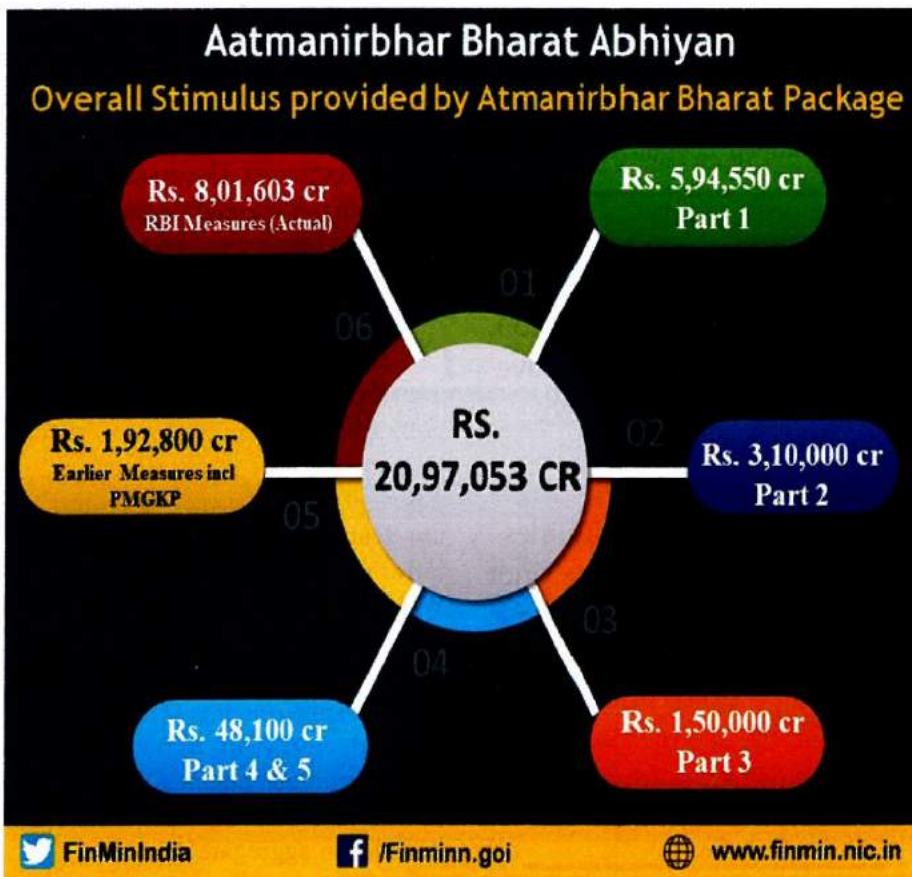 Aatmanirbhar Bharat Abhiyan
Overall Stimulus provided by Atmanirbhar Bharat Package
Rs. 8,01,603 cr
RBI Measures (Actual)
Rs. 5,94,550 cr
Part 1
01
06
RS.
20,97,053 CR
Rs. 1,92,800 cr
Earlier Measures incl
PMGKP
02
Rs. 3,10,000 cr
Part 2
05
03
04
Rs. 48,100 cr
Part 4 & 5
Rs. 1,50,000 cr
Part 3
FinMinIndia
/Finminn.goi
www.finmin.nic.in